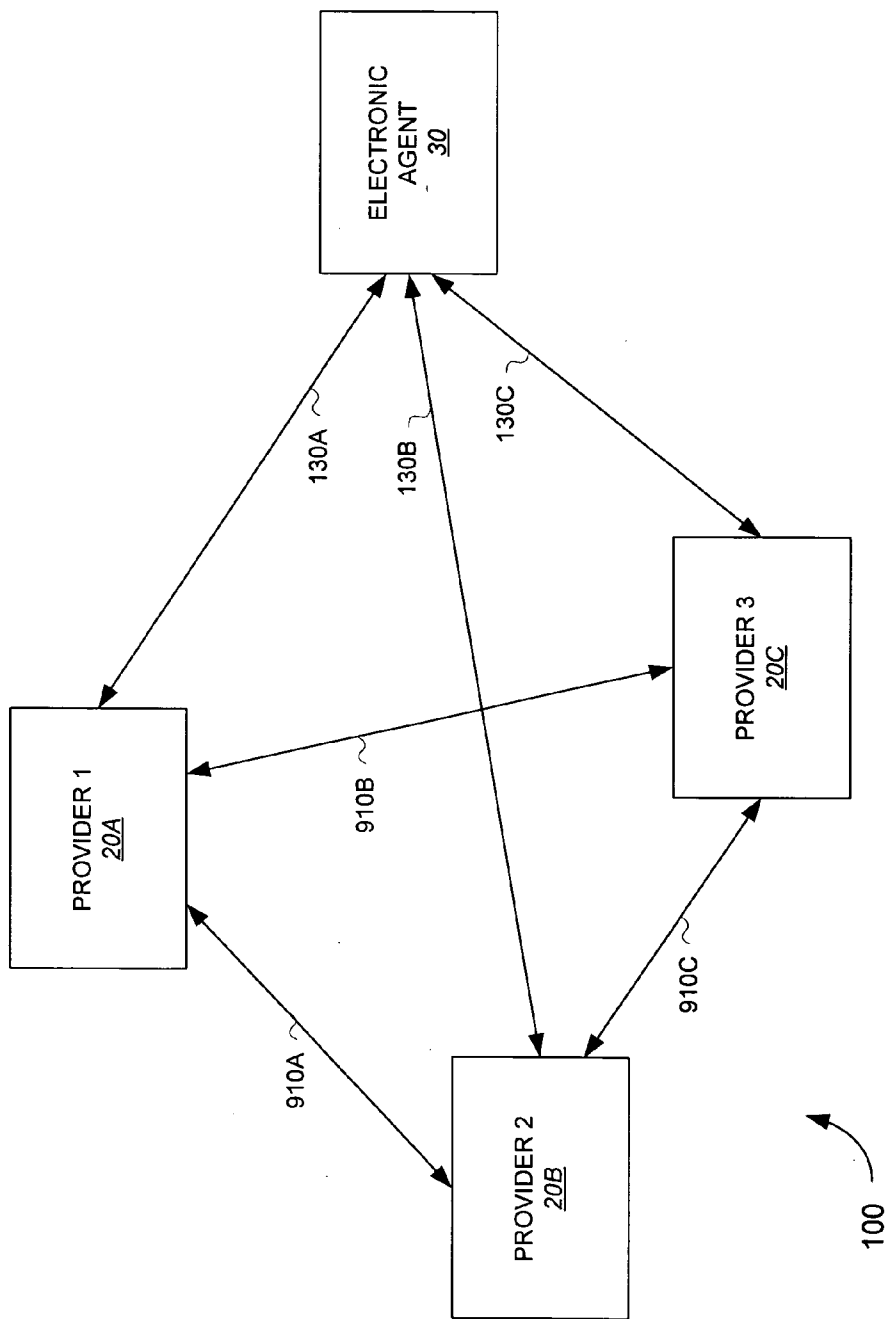 ELECTRONIC
AGENT
30
130A
130B
130C
PROVIDER 1
20A
910B
PROVIDER 3
20C
910A
910C
PROVIDER 2
20B
100